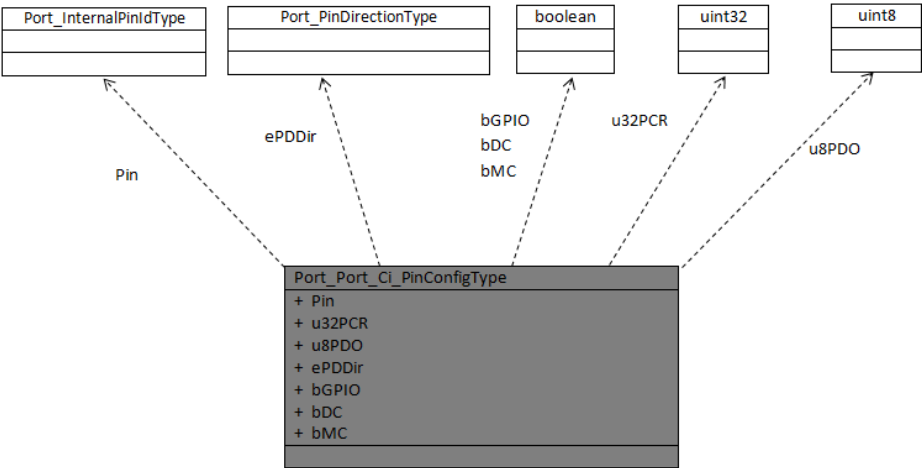 Port_InternalPinIdType
Port_PinDirectionType
boolean
uint32
uint8
bGPIO
bDC
bMC
u32PCR
ePDDir
u8PDO
Pin
Port_Port_Ci_PinConfigType
+ Pin
+ u32PCR
+ u8PDO
+ ePDDir
+ bGPIO
+ bDC
+ bMC